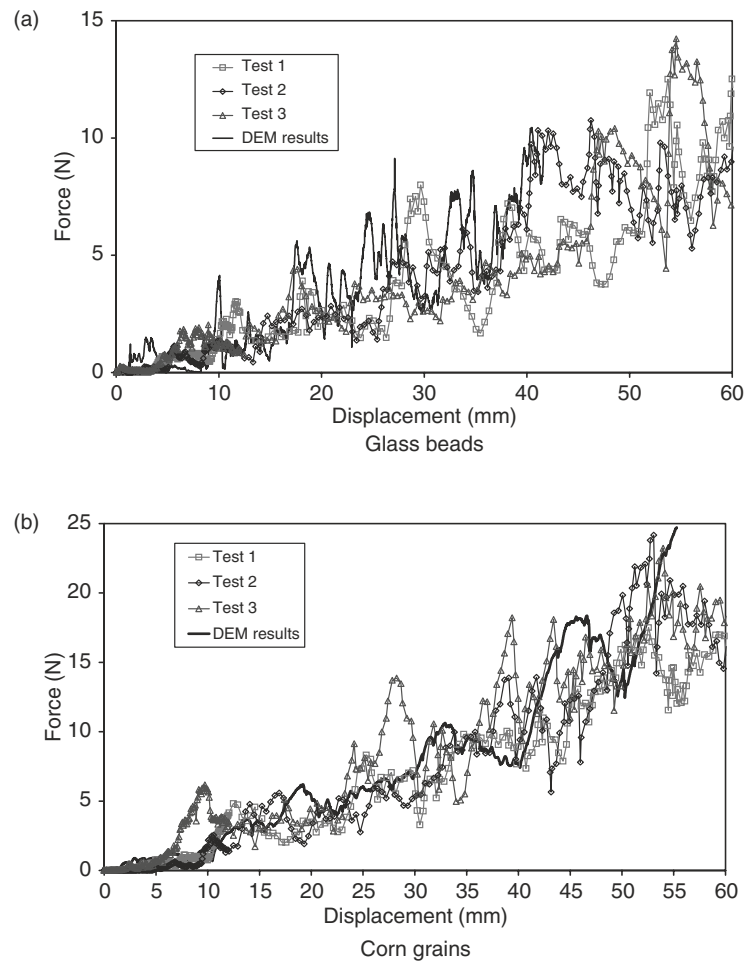 (a)
15
10
5
0
Force (N)
Test 1
Test 2
Test 3
DEM results
0 10 20 30 40 50 60
Displacement (mm)
Glass beads
(b)
25
20
15
10
5
0
Force (N)
Test 1
Test 2
Test 3
DEM results
0 5 10 15 20 25 30 35 40 45 50 55 60
Displacement (mm)
Corn grains